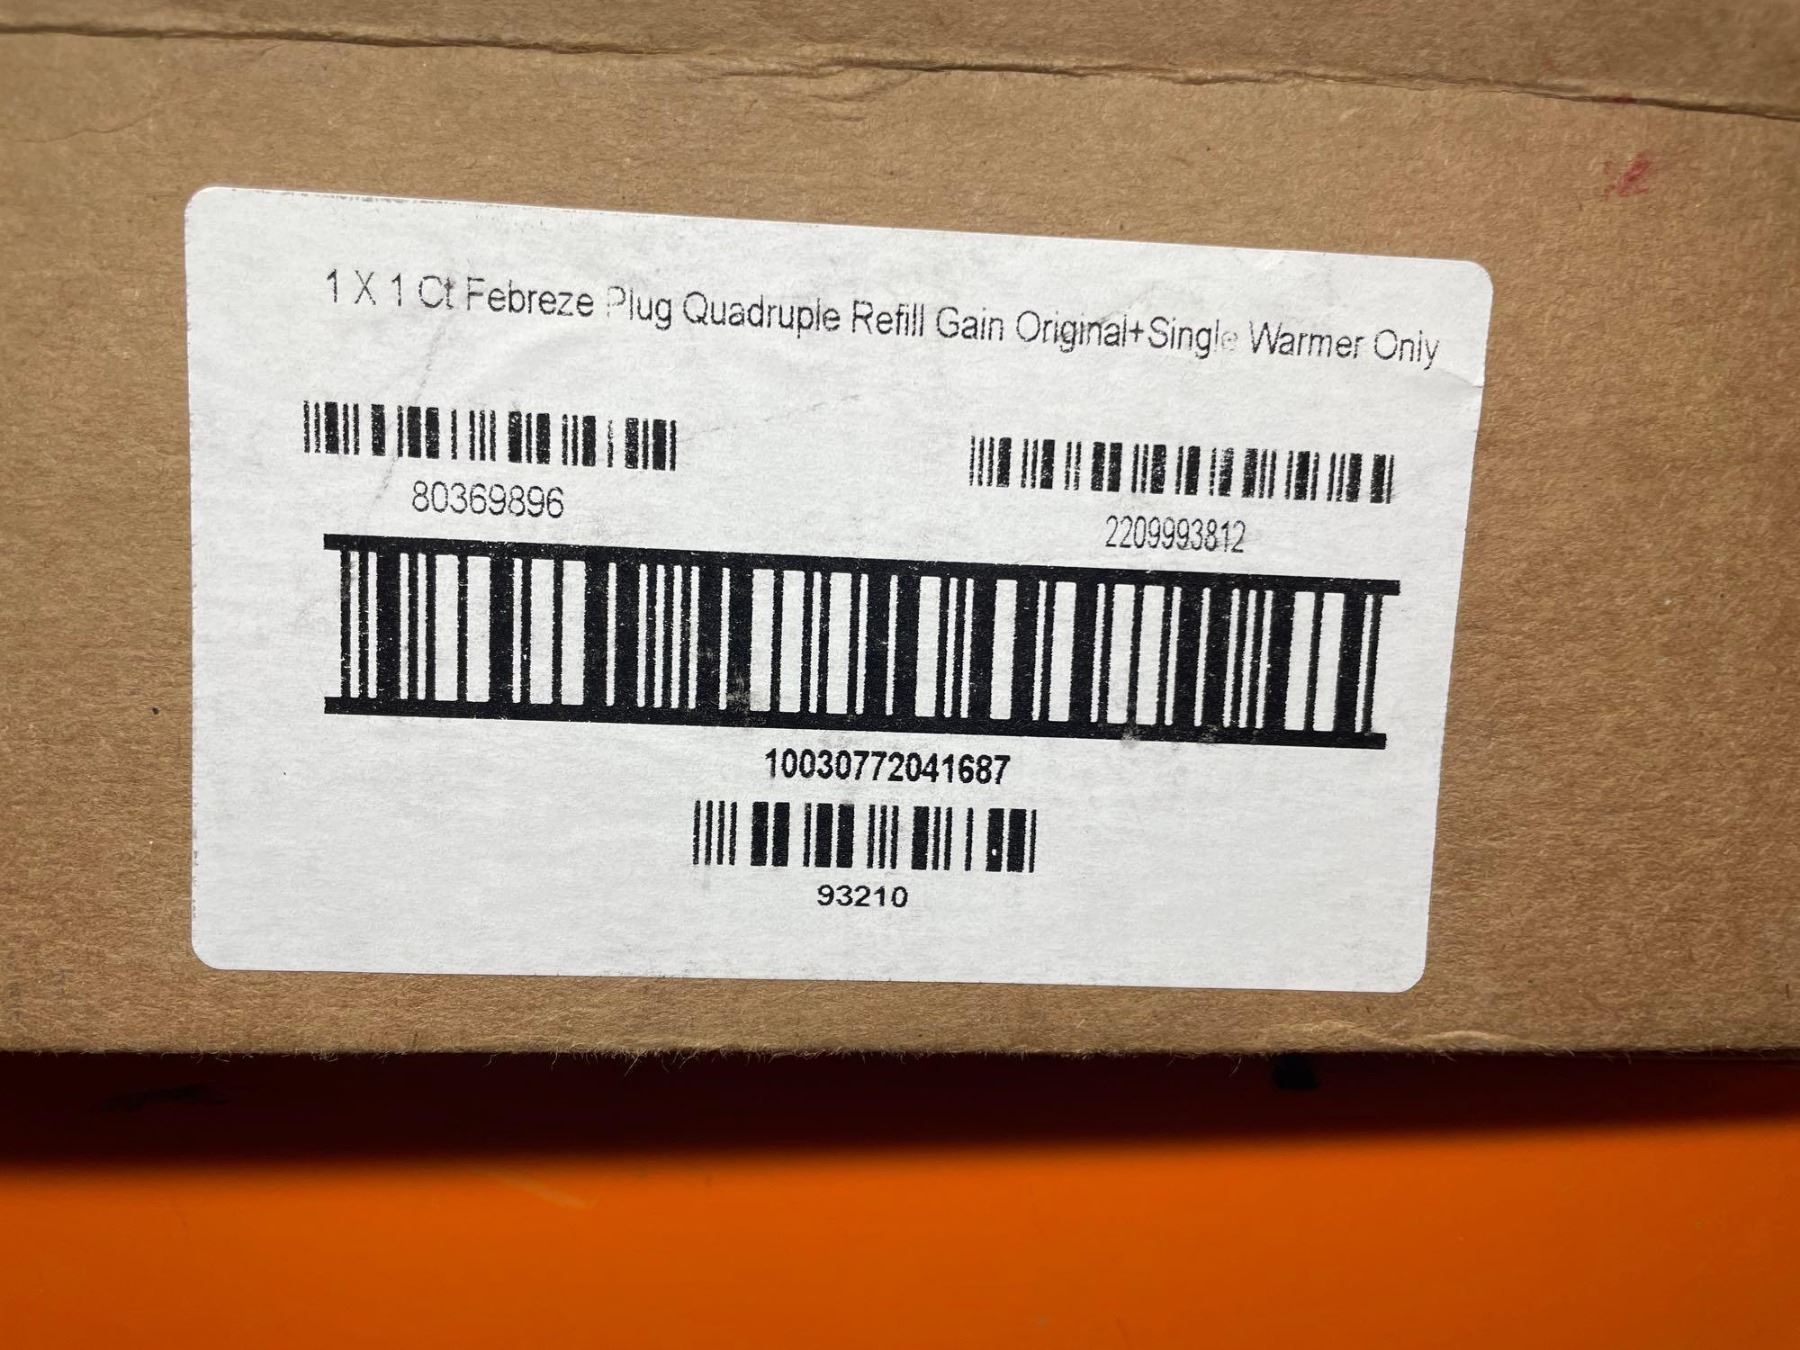 1 X 1 Ct Febreze Plug Quadruple Refill Gain Original+Single Warmer Only
80369896
2209993812
10030772041687
93210